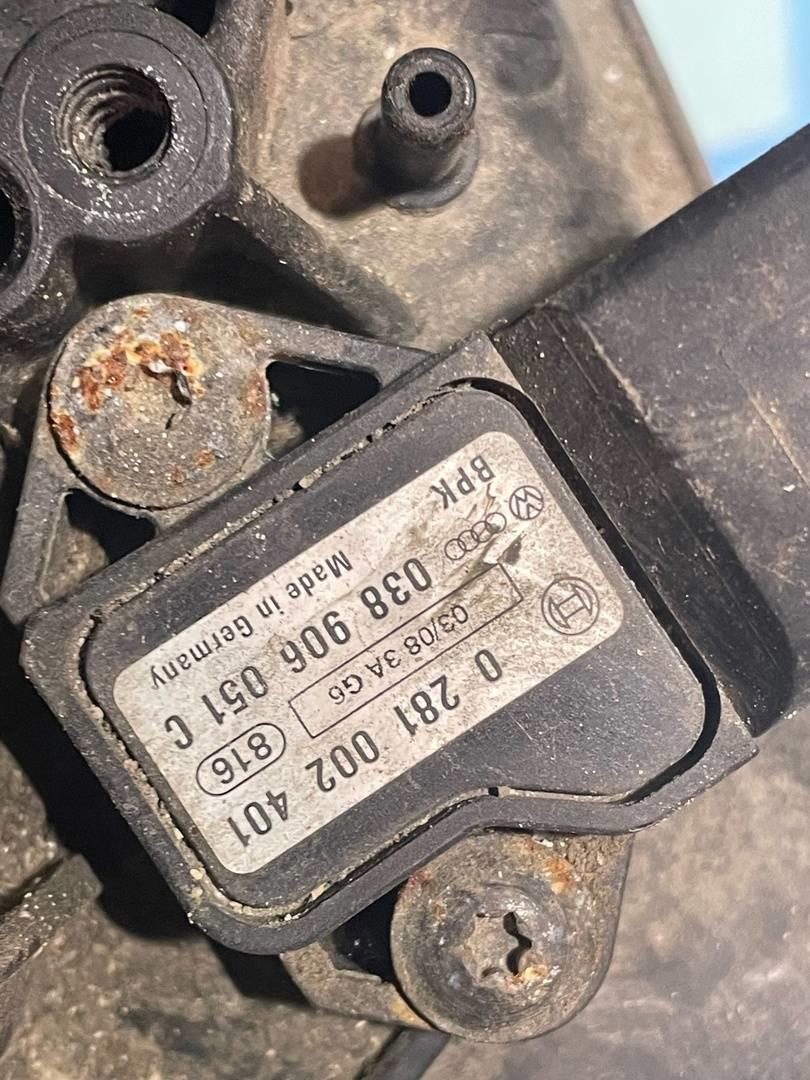 0 281 002 401
03/08 3A G6 816
038 906 051 C
Made in Germany
BPK